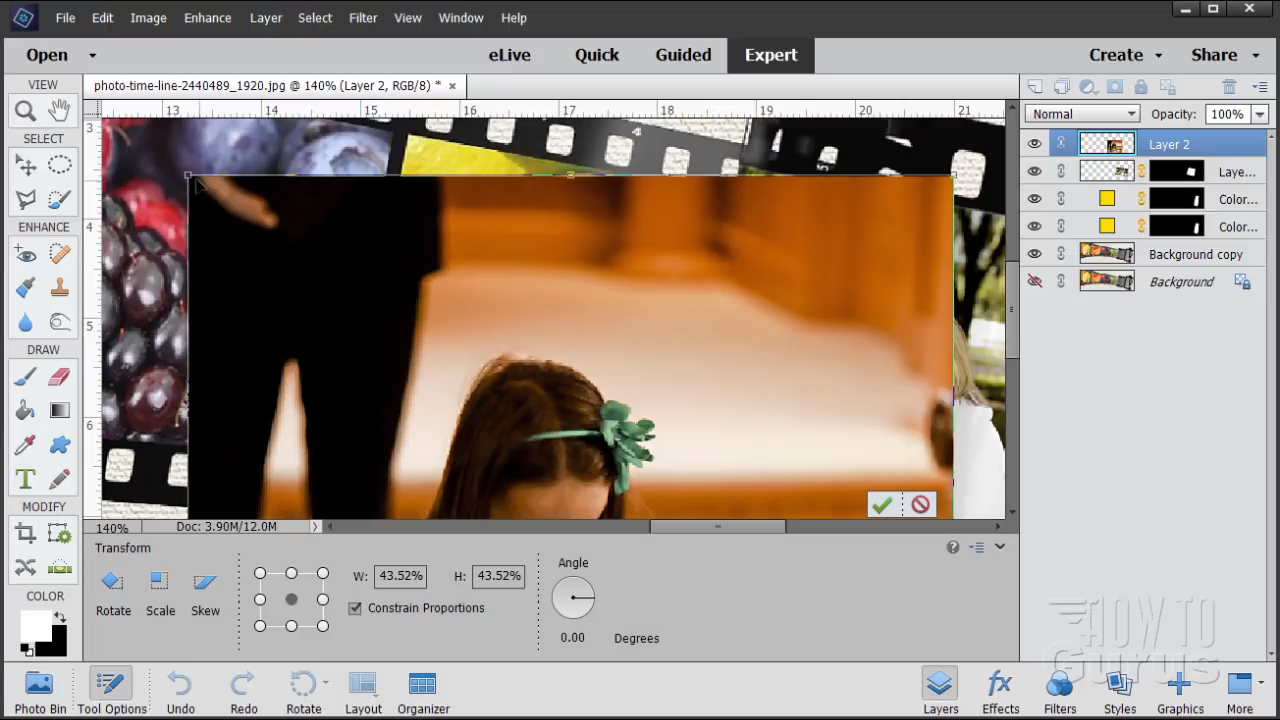 File Edit Image Enhance Layer Select Filter View Window Help
Open eLive Quick Guided Expert Create Share
VIEW
photo-time-line-2440489_1920.jpg @ 140% (Layer 2, RGB/8) * ×
13 14 15 16 17 18 19 20 21
Normal Opacity: 100%
3
4
5
6
SELECT
ENHANCE
DRAW
MODIFY
COLOR
Layer 2
Laye...
Color...
Color...
Background copy
Background
4
5
140% Doc: 3.90M/12.0M
Transform
Rotate Scale Skew
W: 43.52% H: 43.52%
Constrain Proportions
Angle
0.00 Degrees
HOW TO
Gurus
Photo Bin Tool Options Undo Redo Rotate Layout Organizer Layers Effects Filters Styles Graphics More